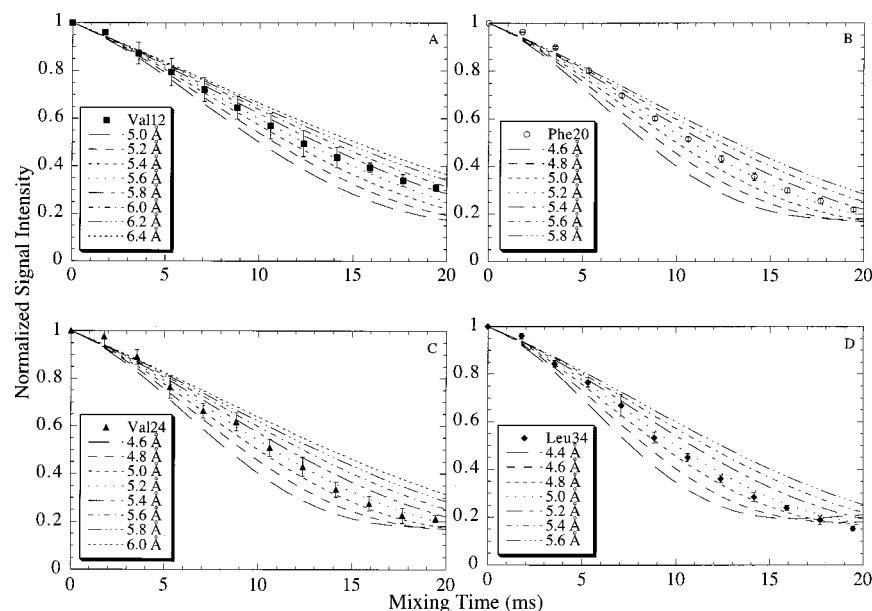 A
1
0.8
0.6
0.4
0.2
0
Val12
5.0 Å
5.2 Å
5.4 Å
5.6 Å
5.8 Å
6.0 Å
6.2 Å
6.4 Å
0
5
10
15
20
B
1
0.8
0.6
0.4
0.2
0
Phe20
4.6 Å
4.8 Å
5.0 Å
5.2 Å
5.4 Å
5.6 Å
5.8 Å
0
5
10
15
20
Normalized Signal Intensity
C
1
0.8
0.6
0.4
0.2
0
Val24
4.6 Å
4.8 Å
5.0 Å
5.2 Å
5.4 Å
5.6 Å
5.8 Å
6.0 Å
0
5
10
15
20
D
1
0.8
0.6
0.4
0.2
0
Leu34
4.4 Å
4.6 Å
4.8 Å
5.0 Å
5.2 Å
5.4 Å
5.6 Å
0
5
10
15
20
Mixing Time (ms)